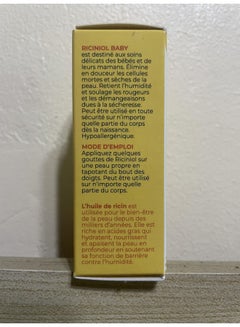 RICINIOL BABY
est destiné aux soins
délicats des bébés et de
leurs mamans. Élimine
en douceur les cellules
mortes et sèches de la
peau. Retient l'humidité
et soulage les rougeurs
et les démangeaisons
dues à la sécheresse.
Peut être utilisé en toute
sécurité sur n'importe
quelle partie du corps
dès la naissance.
Hypoallergénique.
MODE D'EMPLOI
Appliquez quelques
gouttes de Riciniol sur
une peau propre en
tapotant du bout des
doigts. Peut être utilisé
sur n'importe quelle
partie du corps.
L'huile de ricin est
utilisée pour le bien-être
de la peau depuis des
milliers d'années. Elle est
riche en acides gras qui
hydratent, nourrissent
et apaisent la peau en
profondeur en soutenant
sa fonction de barrière
contre l'humidité.